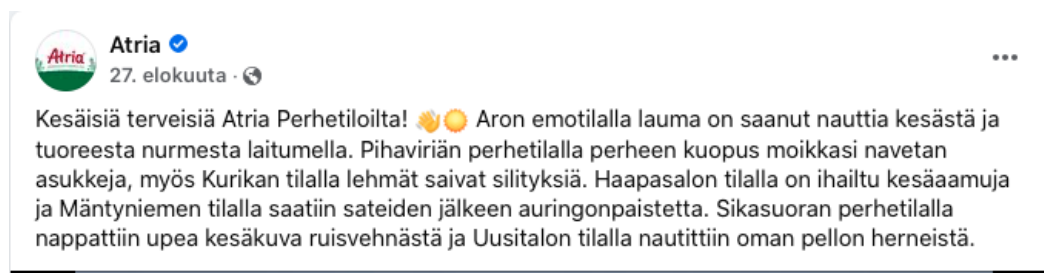 Atria
Atria
27. elokuuta ·
Kesäisiä terveisiä Atria Perhetiloilta! 👋🌞 Aron emotilalla lauma on saanut nauttia kesästä ja
tuoreesta nurmesta laitumella. Pihaviriän perhetilalla perheen kuopus moikkasi navetan
asukkeja, myös Kurikan tilalla lehmät saivat silityksiä. Haapasalon tilalla on ihailtu kesäaamuja
ja Mäntyniemen tilalla saatiin sateiden jälkeen auringonpaistetta. Sikasuoran perhetilalla
nappattiin upea kesäkuva ruisvehnästä ja Uusitalon tilalla nautittiin oman pellon herneistä.